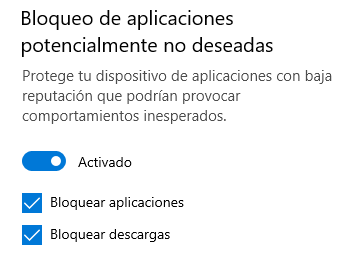 Bloqueo de aplicaciones
potencialmente no deseadas
Protege tu dispositivo de aplicaciones con baja
reputación que podrían provocar
comportamientos inesperados.
Activado
Bloquear aplicaciones
Bloquear descargas